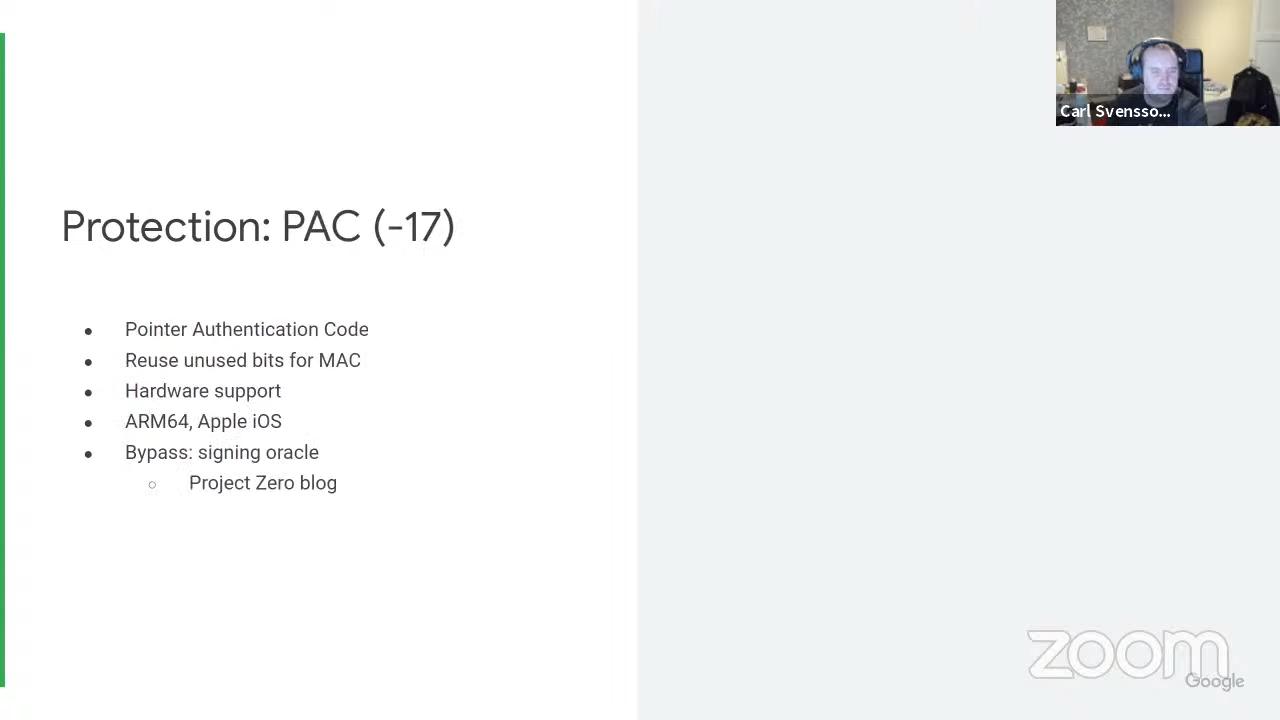 Carl Svensso...
Protection: PAC (-17)
● Pointer Authentication Code
● Reuse unused bits for MAC
● Hardware support
● ARM64, Apple iOS
● Bypass: signing oracle
○ Project Zero blog
zoom
Google